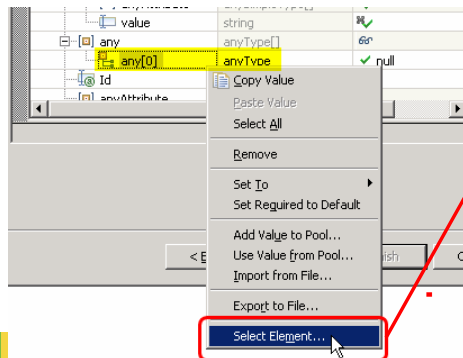 value string
any anyType[]
any[0] anyType null
Id
anyAttribute
Copy Value
Paste Value
Select All
Remove
Set To
Set Required to Default
Add Value to Pool...
Use Value from Pool...
Import from File...
Export to File...
Select Element...